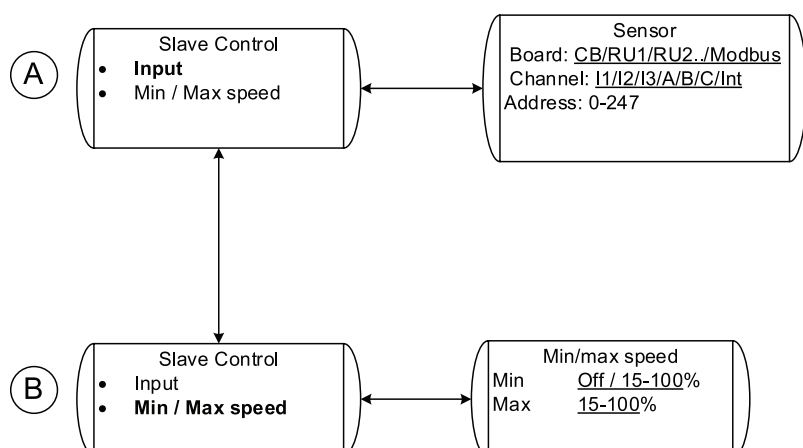 A
Slave Control
• Input
• Min / Max speed
Sensor
Board: CB/RU1/RU2../Modbus
Channel: I1/I2/I3/A/B/C/Int
Address: 0-247
B
Slave Control
• Input
• Min / Max speed
Min/max speed
Min Off / 15-100%
Max 15-100%